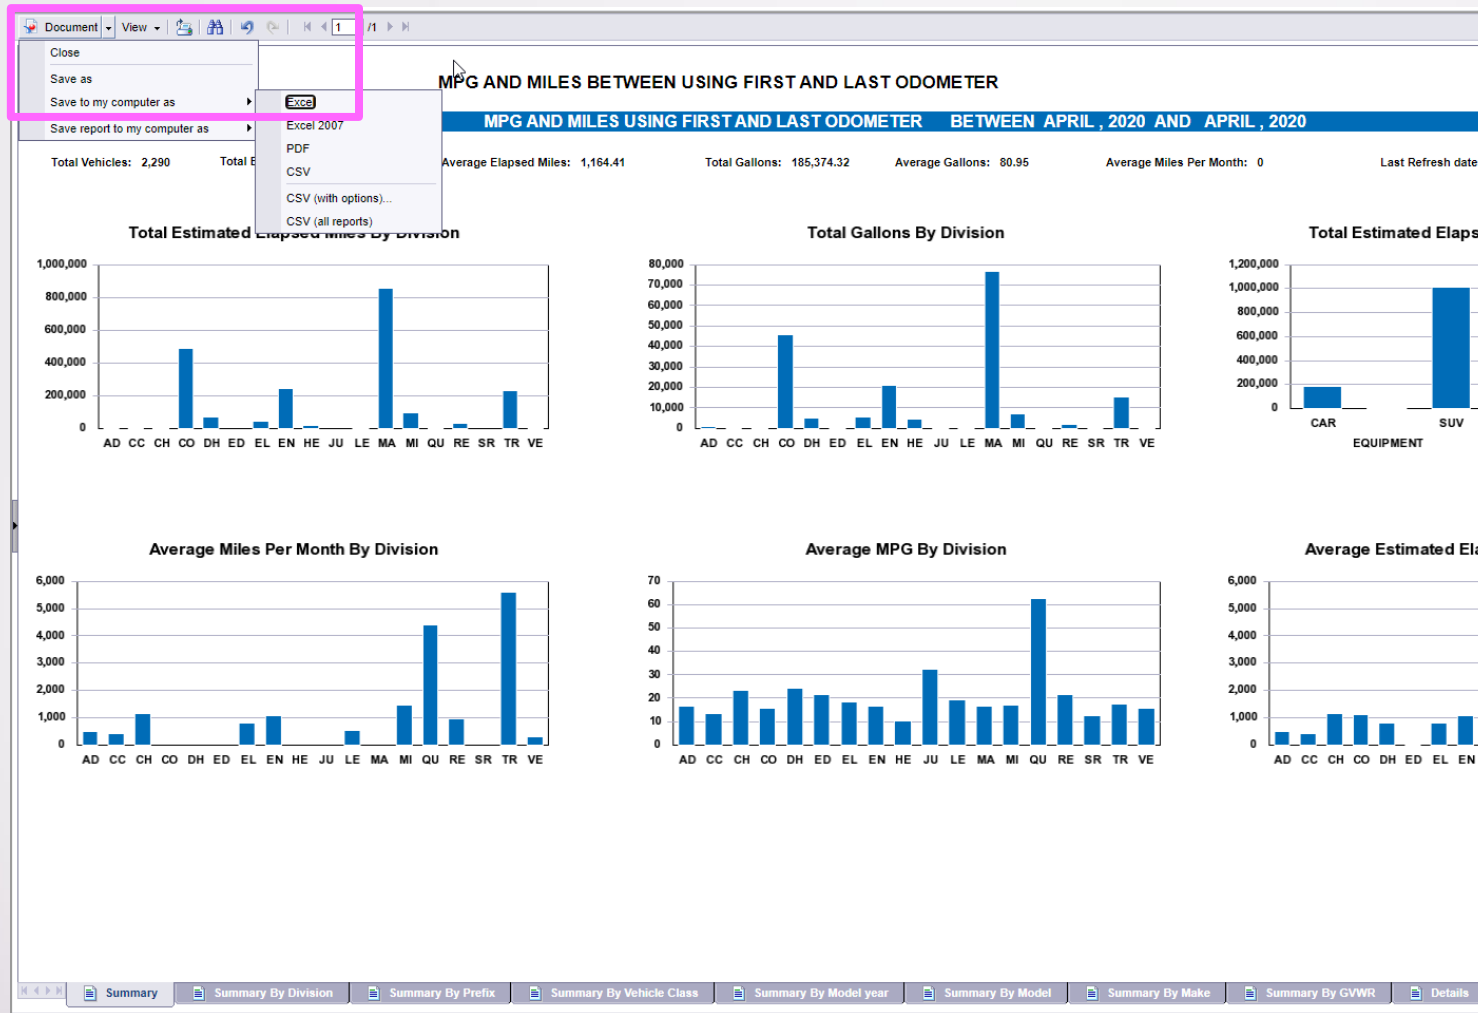 Document View 1 /1
Close
Save as
Save to my computer as
Save report to my computer as
Excel
Excel 2007
PDF
CSV
CSV (with options)...
CSV (all reports)
MPG AND MILES BETWEEN USING FIRST AND LAST ODOMETER
MPG AND MILES USING FIRST AND LAST ODOMETER BETWEEN APRIL , 2020 AND APRIL , 2020
Total Vehicles: 2,290 Total E Average Elapsed Miles: 1,164.41 Total Gallons: 185,374.32 Average Gallons: 80.95 Average Miles Per Month: 0 Last Refresh date
Total Estimated Elapsed Miles By Division
1,000,000
800,000
600,000
400,000
200,000
0
AD CC CH CO DH ED EL EN HE JU LE MA MI QU RE SR TR VE
Total Gallons By Division
80,000
70,000
60,000
50,000
40,000
30,000
20,000
10,000
0
AD CC CH CO DH ED EL EN HE JU LE MA MI QU RE SR TR VE
Total Estimated Elaps
1,200,000
1,000,000
800,000
600,000
400,000
200,000
0
CAR SUV
EQUIPMENT
Average Miles Per Month By Division
6,000
5,000
4,000
3,000
2,000
1,000
0
AD CC CH CO DH ED EL EN HE JU LE MA MI QU RE SR TR VE
Average MPG By Division
70
60
50
40
30
20
10
0
AD CC CH CO DH ED EL EN HE JU LE MA MI QU RE SR TR VE
Average Estimated Ela
6,000
5,000
4,000
3,000
2,000
1,000
0
AD CC CH CO DH ED EL EN
Summary Summary By Division Summary By Prefix Summary By Vehicle Class Summary By Model year Summary By Model Summary By Make Summary By GVWR Details